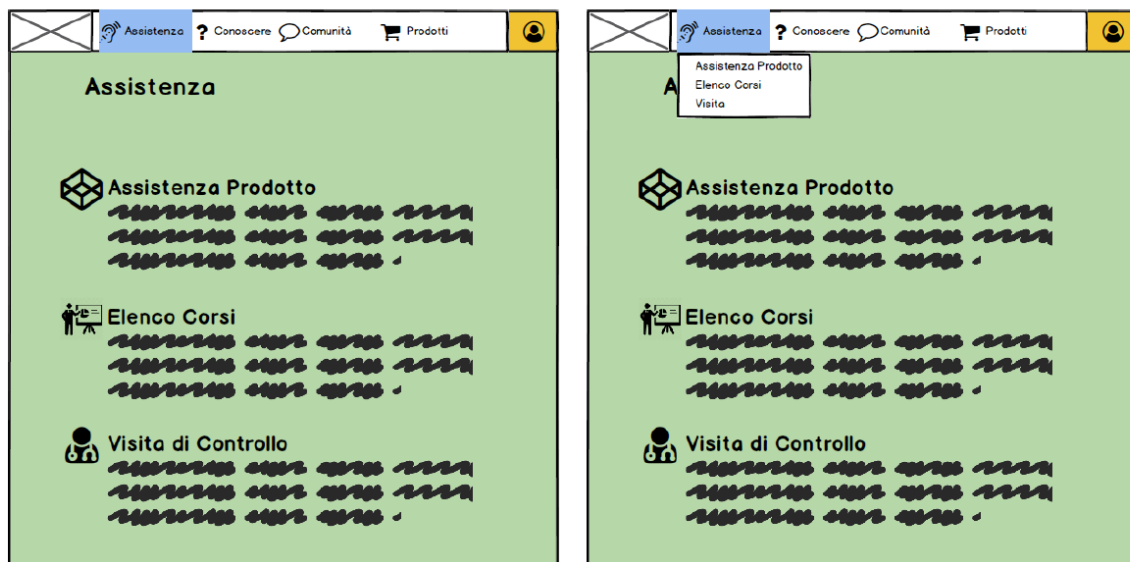 Assistenza ? Conoscere Comunità Prodotti
Assistenza
Assistenza Prodotto
Elenco Corsi
Visita di Controllo
Assistenza ? Conoscere Comunità Prodotti
Assistenza Prodotto
Elenco Corsi
Visita
A
Assistenza Prodotto
Elenco Corsi
Visita di Controllo